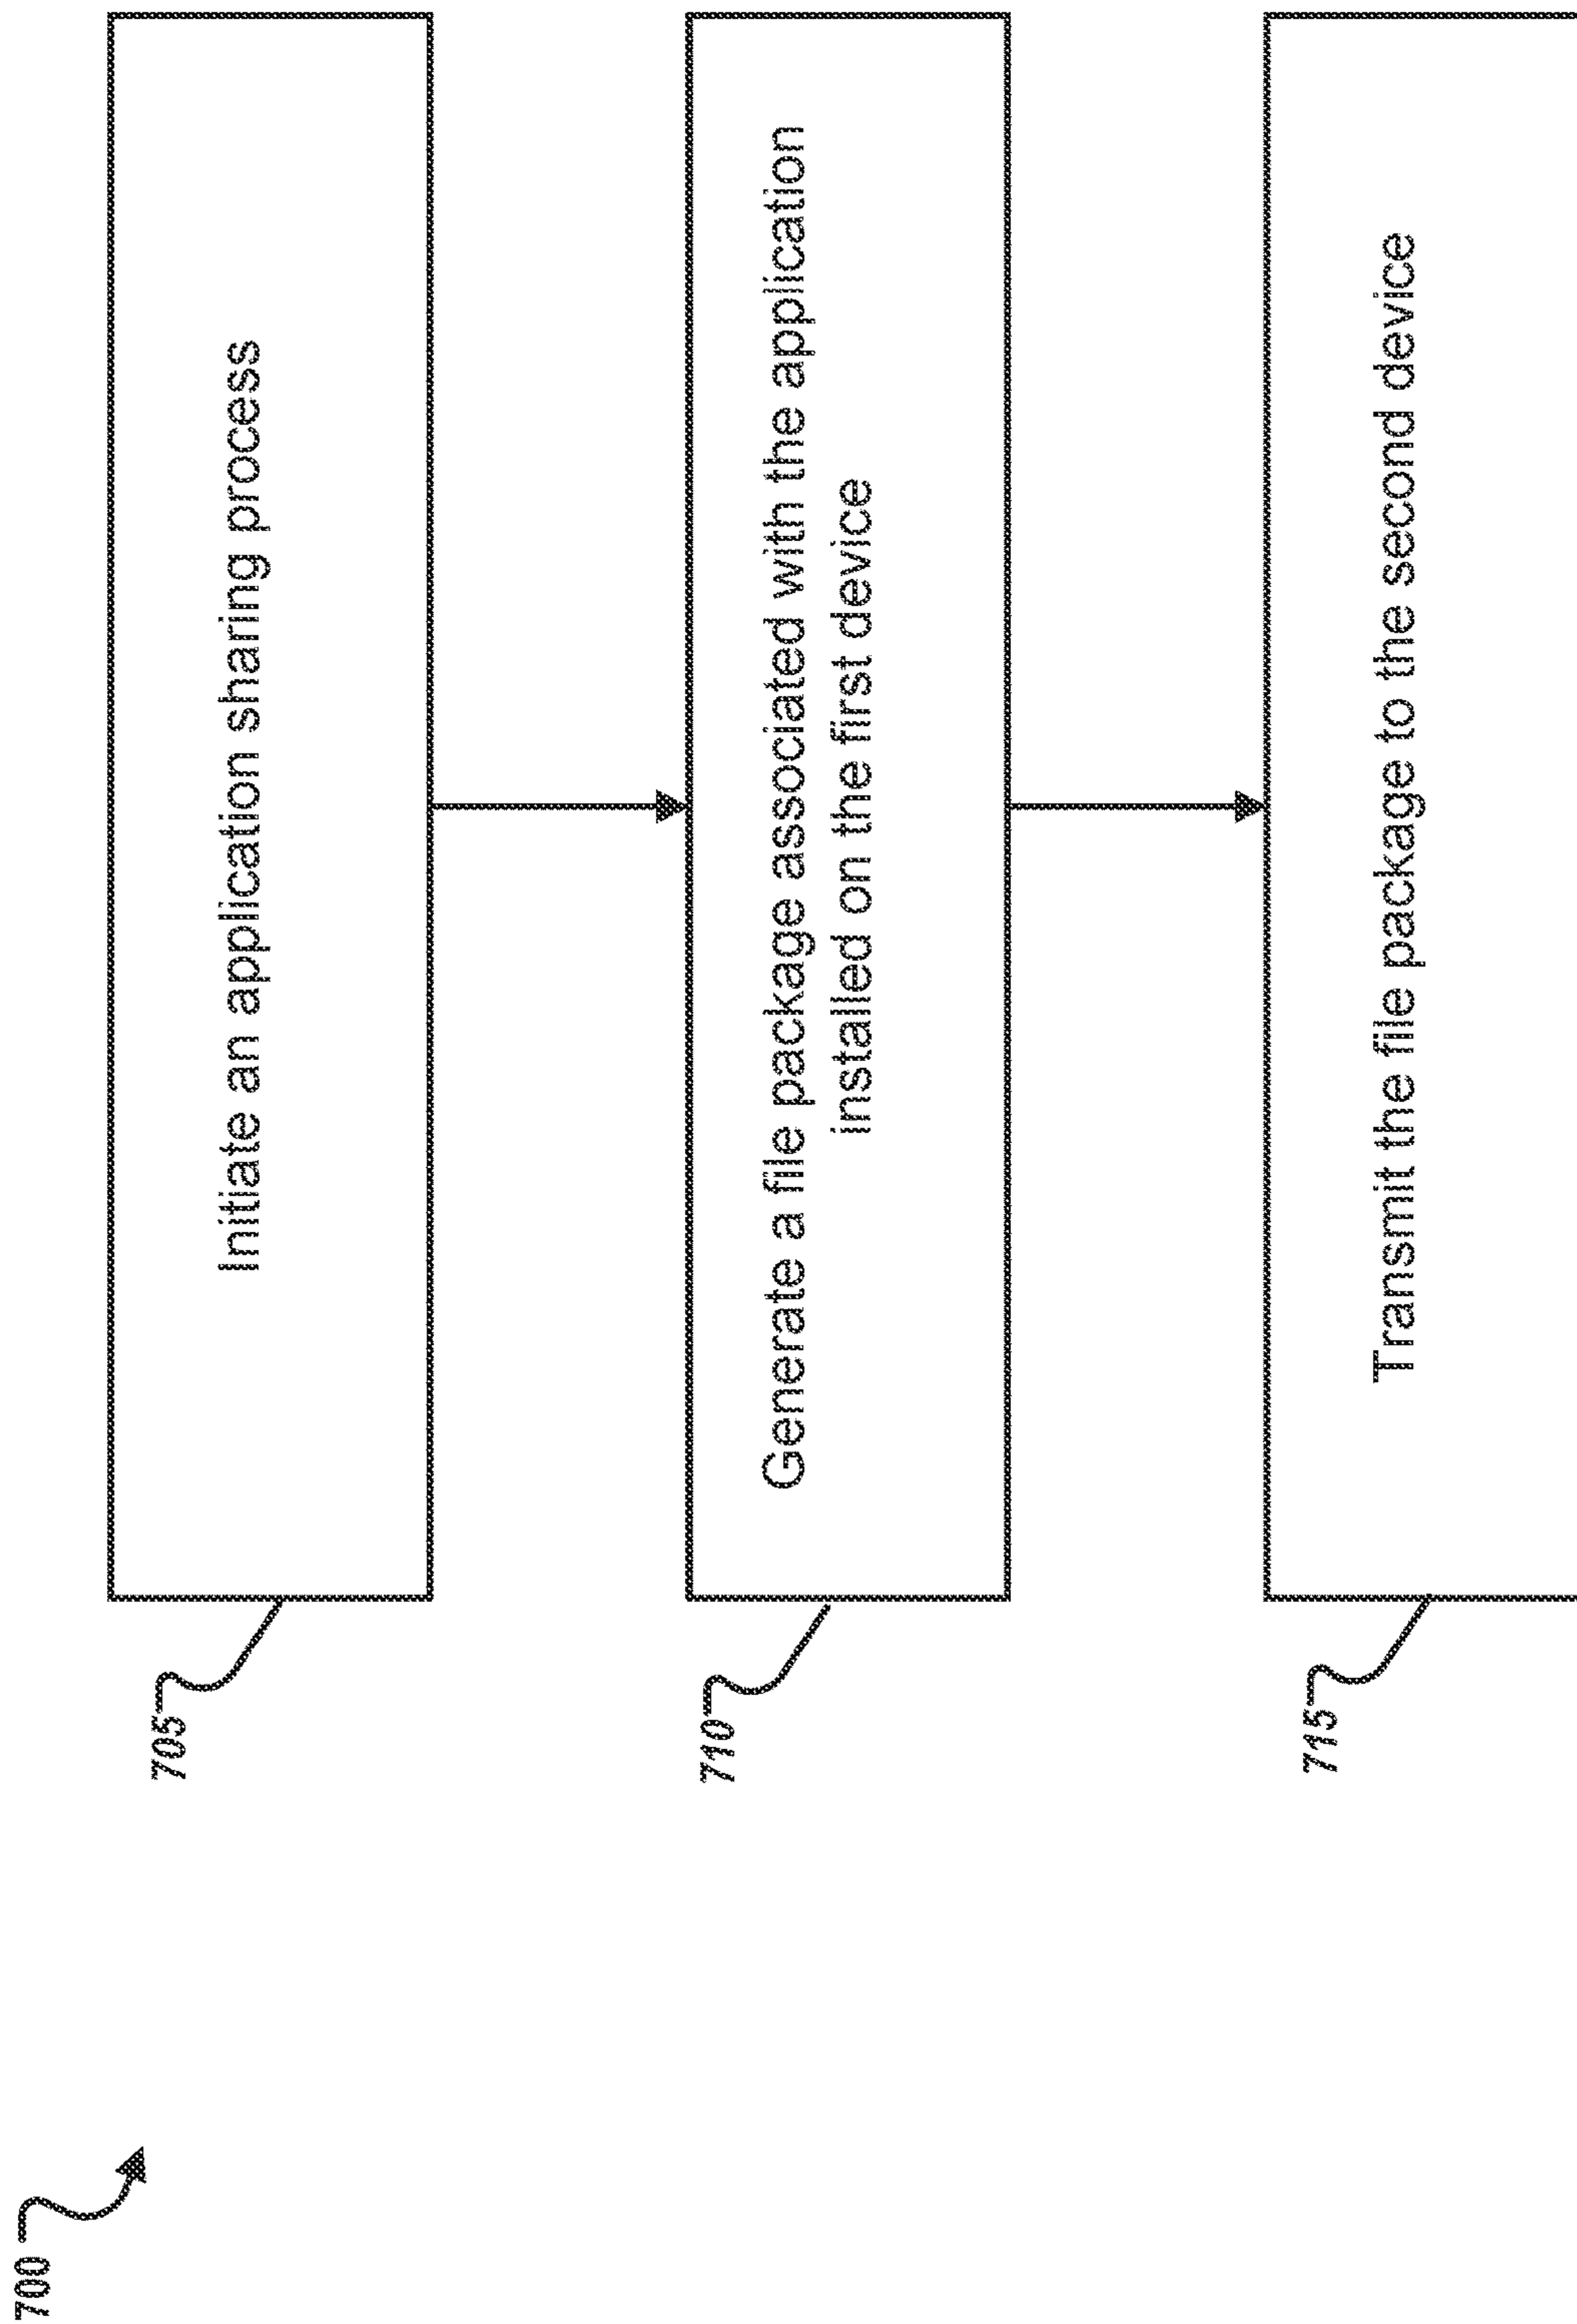 700
705
Initiate an application sharing process
710
Generate a file package associated with the application
installed on the first device
715
Transmit the file package to the second device